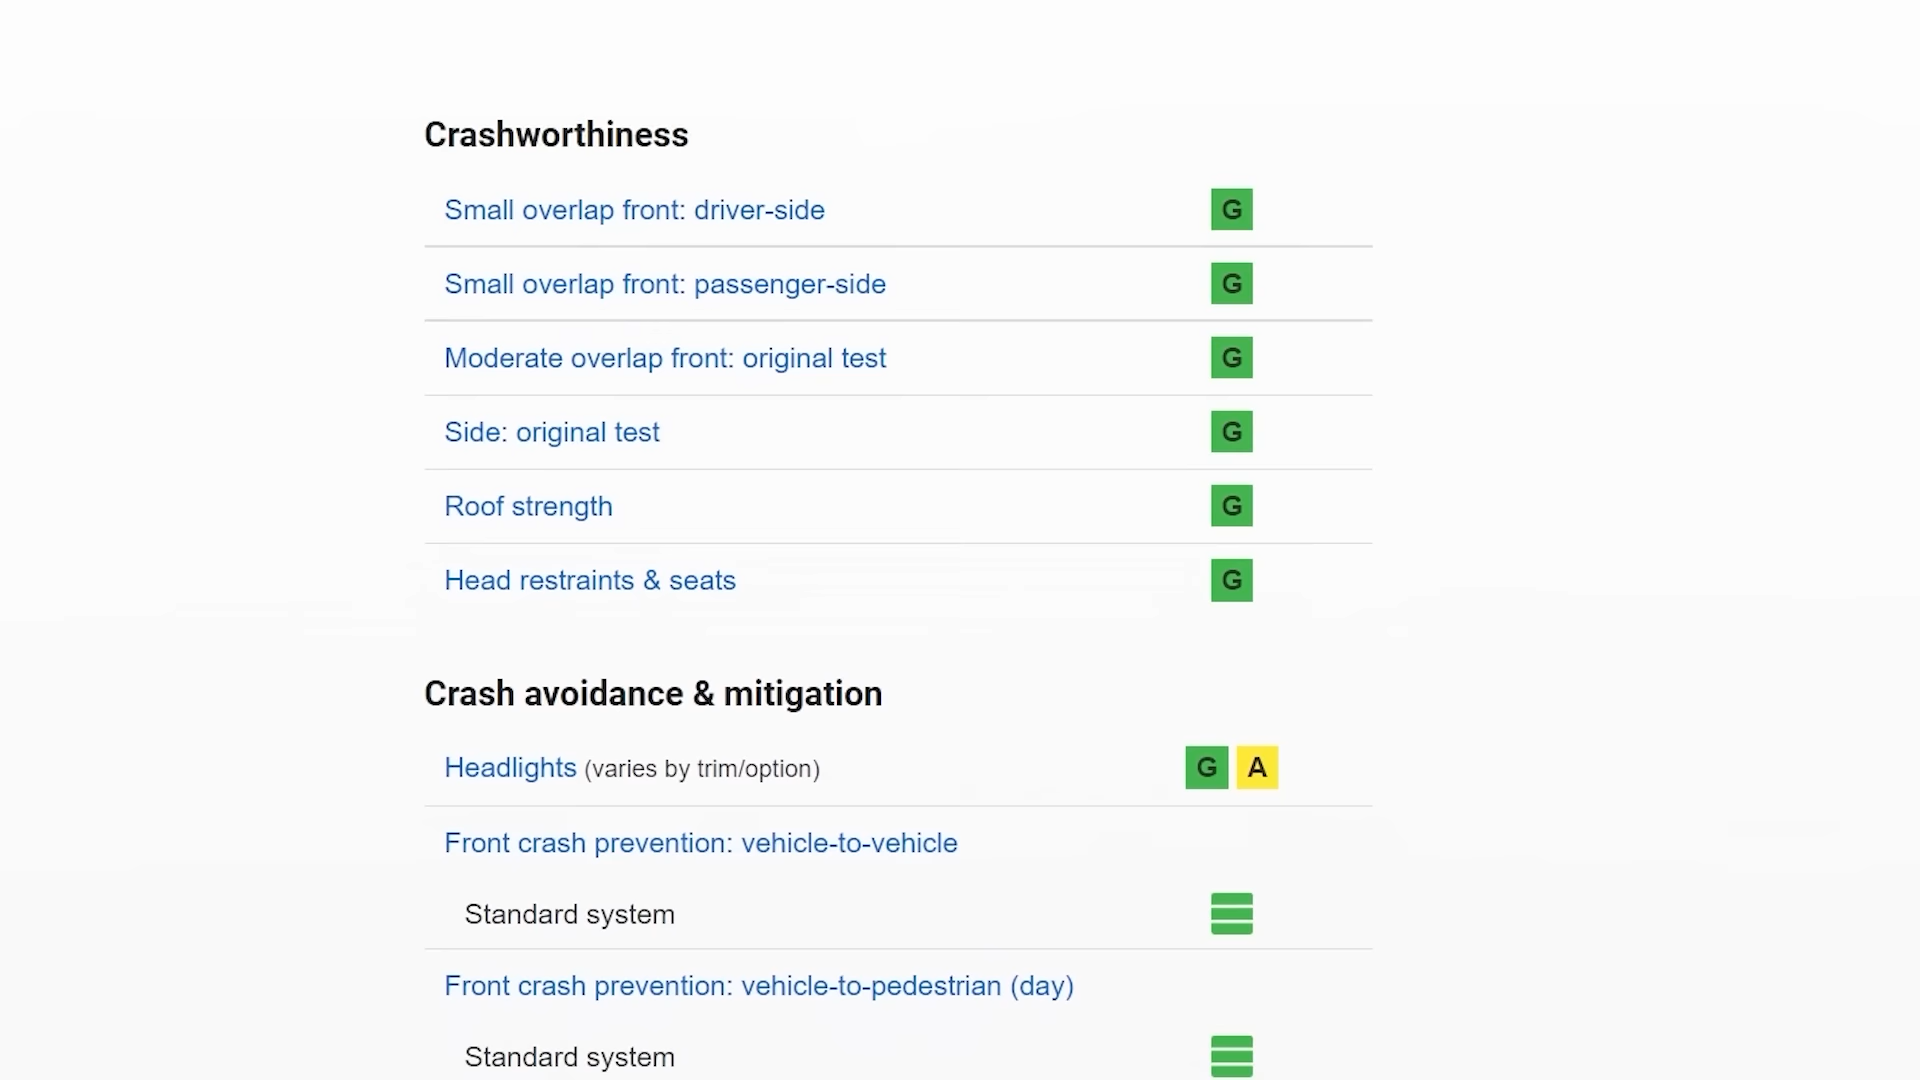 Crashworthiness
Small overlap front: driver-side G
Small overlap front: passenger-side G
Moderate overlap front: original test G
Side: original test G
Roof strength G
Head restraints & seats G
Crash avoidance & mitigation
Headlights (varies by trim/option) G A
Front crash prevention: vehicle-to-vehicle
Standard system
Front crash prevention: vehicle-to-pedestrian (day)
Standard system